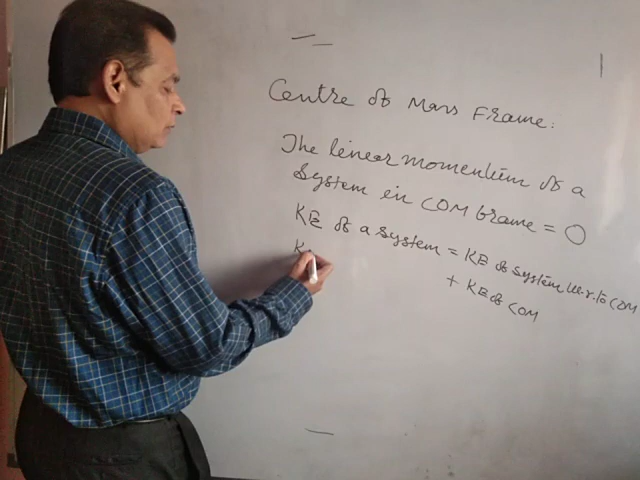 Centre of Mass Frame:
The linear momentum of a
System in COM frame = O
KE of a system = KE of system w.r.to COM
+ KE of COM
K